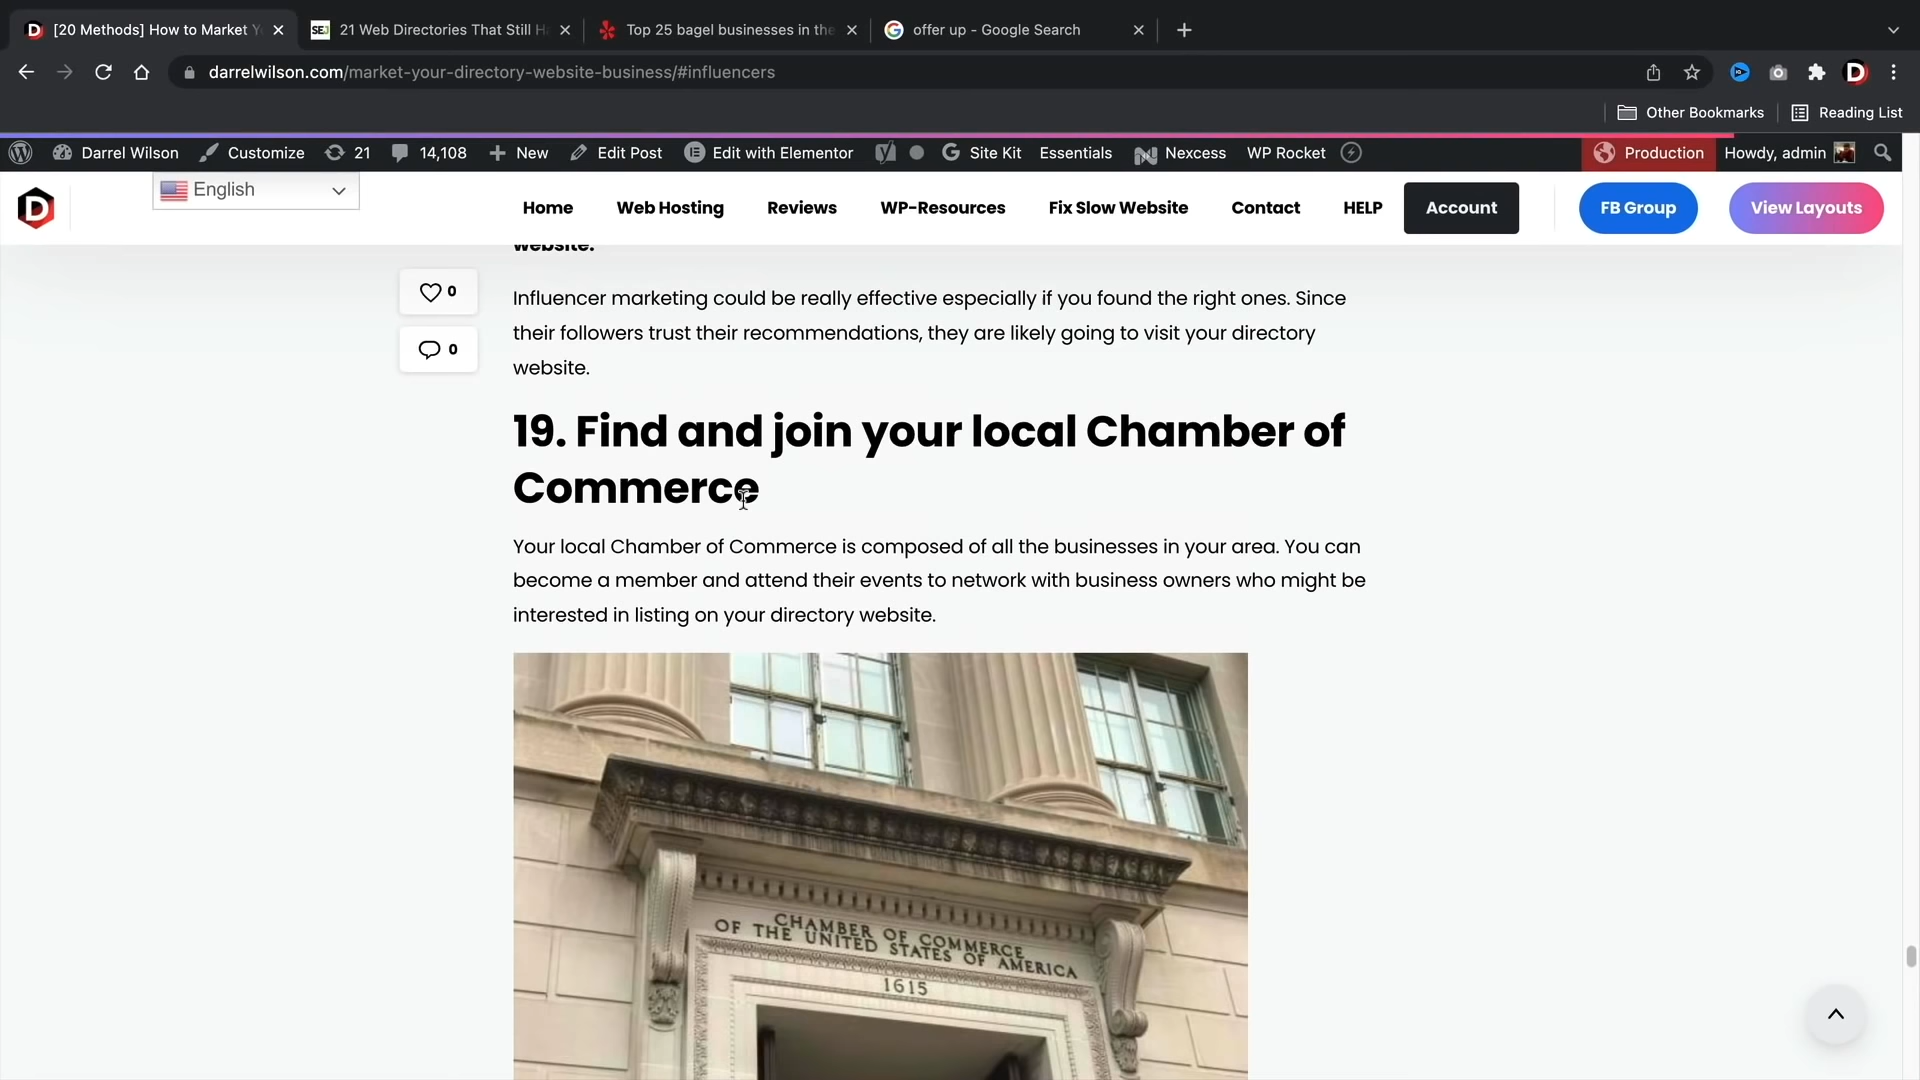 [20 Methods] How to Market Y
SEJ
21 Web Directories That Still H
Top 25 bagel businesses in the
offer up - Google Search
darrelwilson.com/market-your-directory-website-business/#influencers
Other Bookmarks
Reading List
Darrel Wilson
Customize
21
14,108
New
Edit Post
Edit with Elementor
Site Kit
Essentials
Nexcess
WP Rocket
Production
Howdy, admin
English
Home
Web Hosting
Reviews
WP-Resources
Fix Slow Website
Contact
HELP
Account
FB Group
View Layouts
website.
0
0
Influencer marketing could be really effective especially if you found the right ones. Since
their followers trust their recommendations, they are likely going to visit your directory
website.
19. Find and join your local Chamber of
Commerce
Your local Chamber of Commerce is composed of all the businesses in your area. You can
become a member and attend their events to network with business owners who might be
interested in listing on your directory website.
CHAMBER OF COMMERCE
OF THE UNITED STATES OF AMERICA
1615